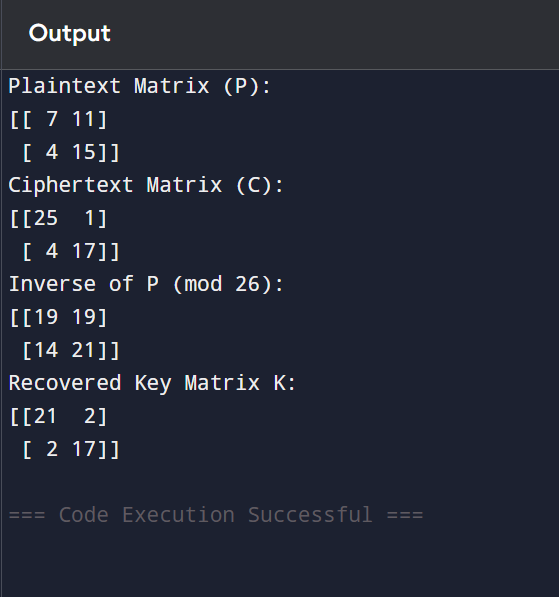 Output
Plaintext Matrix (P):
[[ 7 11]
 [ 4 15]]
Ciphertext Matrix (C):
[[25  1]
 [ 4 17]]
Inverse of P (mod 26):
[[19 19]
 [14 21]]
Recovered Key Matrix K:
[[21  2]
 [ 2 17]]
=== Code Execution Successful ===